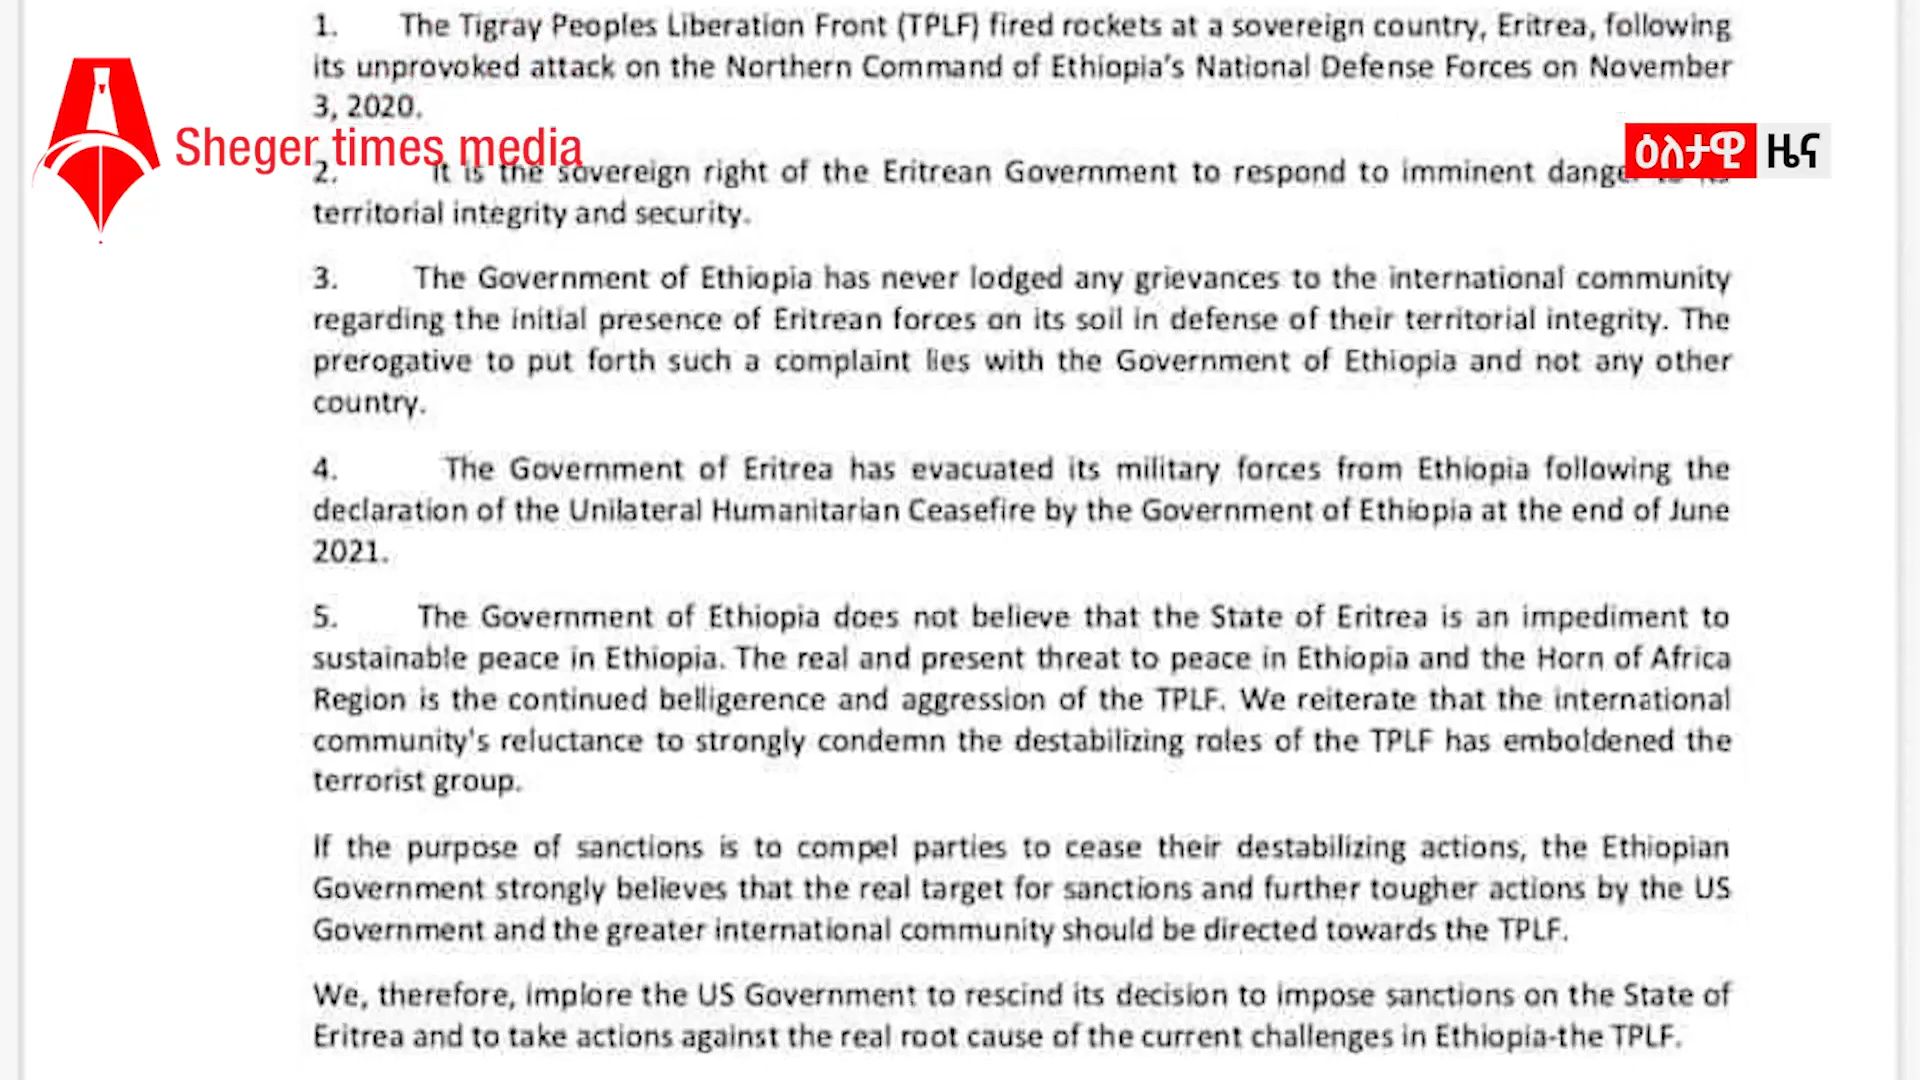 1. The Tigray Peoples Liberation Front (TPLF) fired rockets at a sovereign country, Eritrea, following
its unprovoked attack on the Northern Command of Ethiopia's National Defense Forces on November
3, 2020.
Sheger times media
ዕለታዊ ዜና
2. It is the sovereign right of the Eritrean Government to respond to imminent
territorial integrity and security.
3. The Government of Ethiopia has never lodged any grievances to the international community
regarding the initial presence of Eritrean forces on its soil in defense of their territorial integrity. The
prerogative to put forth such a complaint lies with the Government of Ethiopia and not any other
country.
4. The Government of Eritrea has evacuated its military forces from Ethiopia following the
declaration of the Unilateral Humanitarian Ceasefire by the Government of Ethiopia at the end of June
2021.
5. The Government of Ethiopia does not believe that the State of Eritrea is an impediment to
sustainable peace in Ethiopia. The real and present threat to peace in Ethiopia and the Horn of Africa
Region is the continued belligerence and aggression of the TPLF. We reiterate that the international
community's reluctance to strongly condemn the destabilizing roles of the TPLF has emboldened the
terrorist group.
If the purpose of sanctions is to compel parties to cease their destabilizing actions, the Ethiopian
Government strongly believes that the real target for sanctions and further tougher actions by the US
Government and the greater international community should be directed towards the TPLF.
We, therefore, implore the US Government to rescind its decision to impose sanctions on the State of
Eritrea and to take actions against the real root cause of the current challenges in Ethiopia-the TPLF.